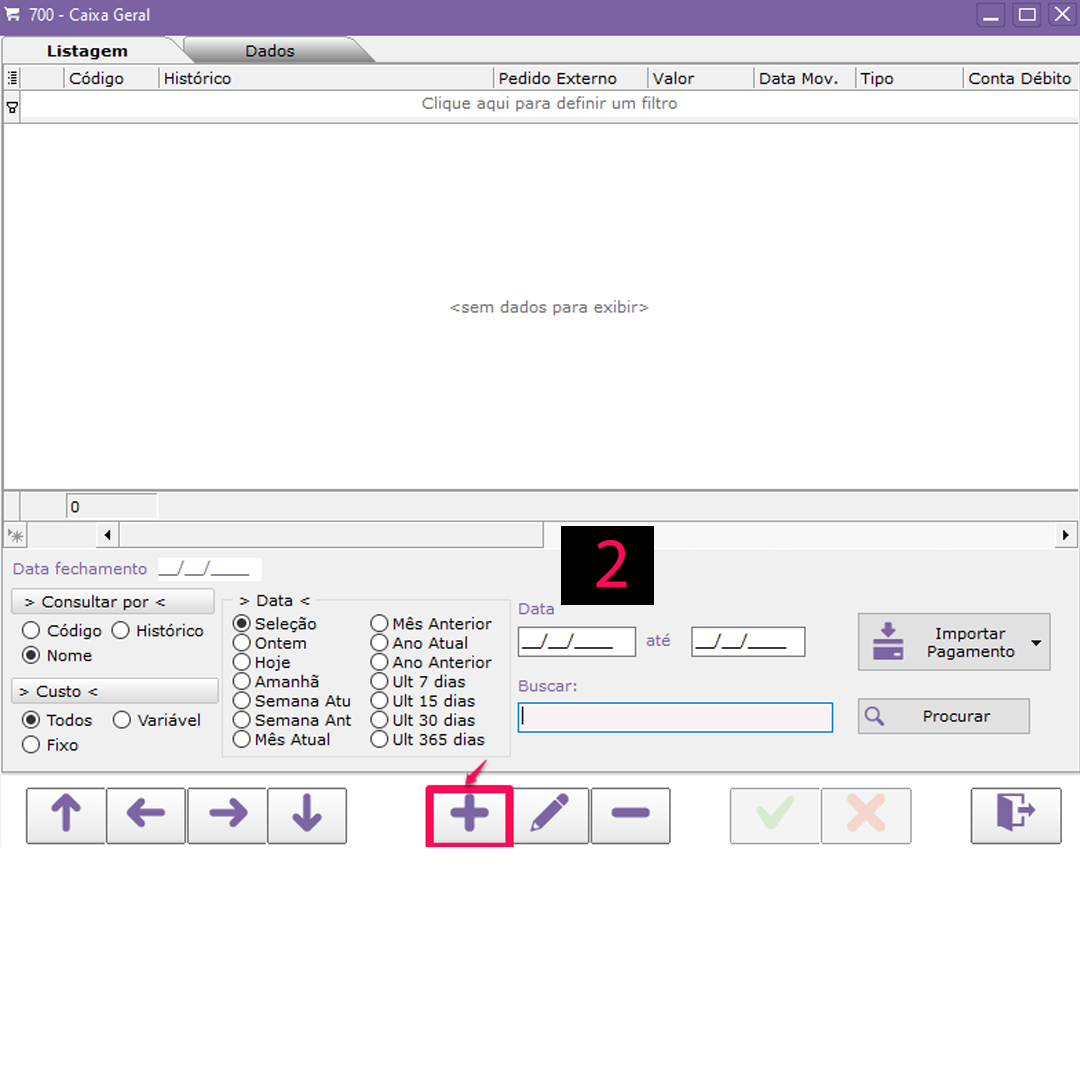 700 - Caixa Geral
Listagem Dados
Código Histórico Pedido Externo Valor Data Mov. Tipo Conta Débito
Clique aqui para definir um filtro
<sem dados para exibir>
0
2
Data fechamento __/__/____
> Consultar por <
Código Histórico
Nome
> Custo <
Todos Variável
Fixo
> Data <
Seleção
Ontem
Hoje
Amanhã
Semana Atu
Semana Ant
Mês Atual
Mês Anterior
Ano Atual
Ano Anterior
Ult 7 dias
Ult 15 dias
Ult 30 dias
Ult 365 dias
Data
__/__/____ até __/__/____
Buscar:
Importar
Pagamento
Procurar